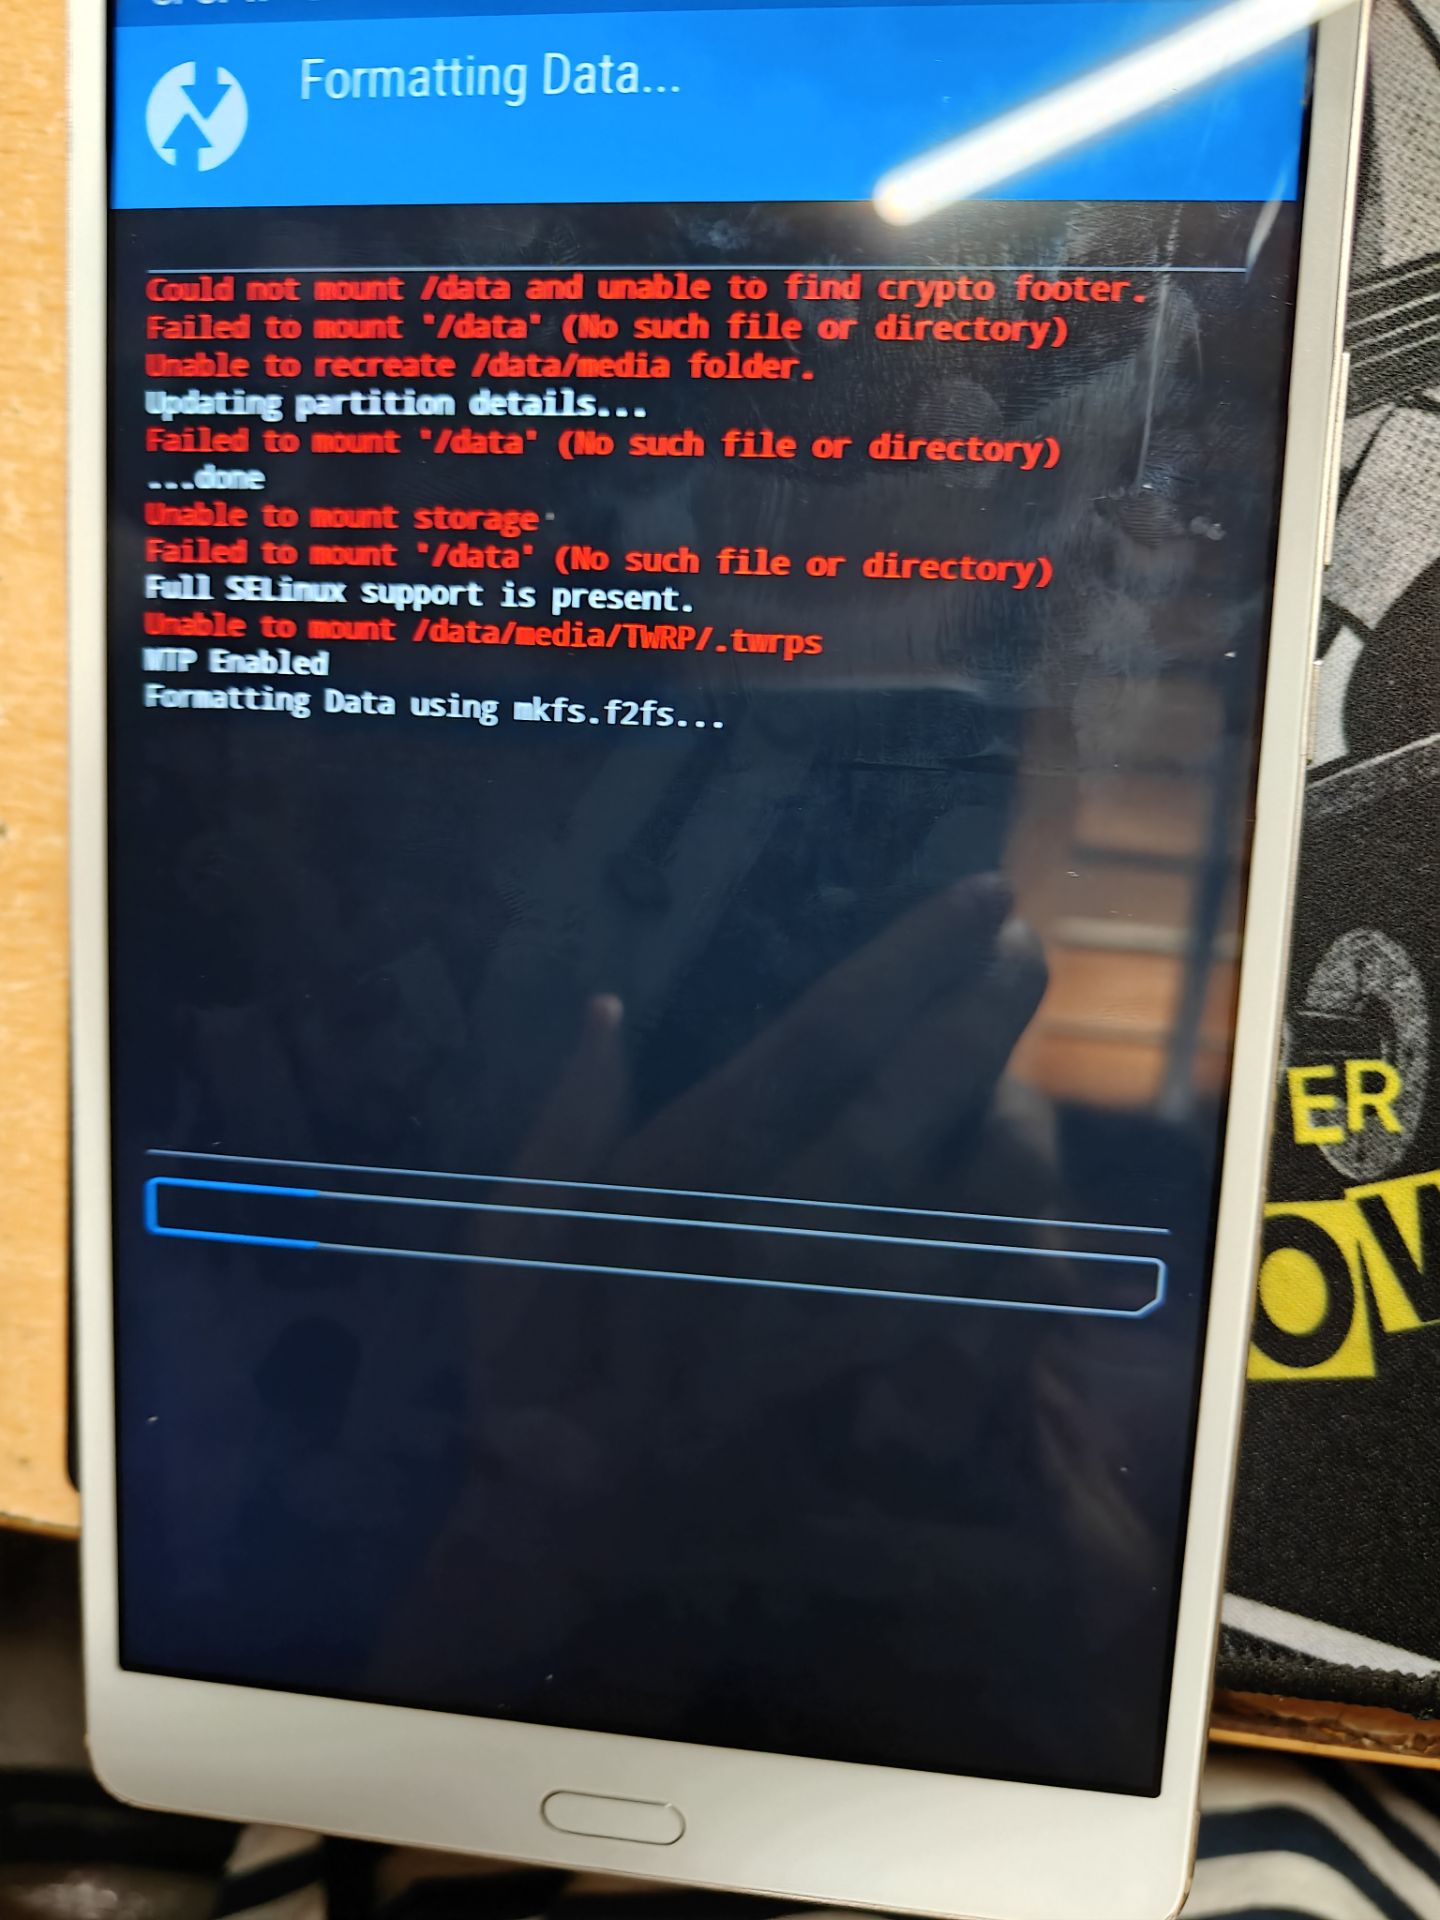 Formatting Data...
Could not mount /data and unable to find crypto footer.
Failed to mount '/data' (No such file or directory)
Unable to recreate /data/media folder.
Updating partition details...
Failed to mount '/data' (No such file or directory)
...done
Unable to mount storage
Failed to mount '/data' (No such file or directory)
Full SELinux support is present.
Unable to mount /data/media/TWRP/.twrps
MTP Enabled
Formatting Data using mkfs.f2fs...
ER